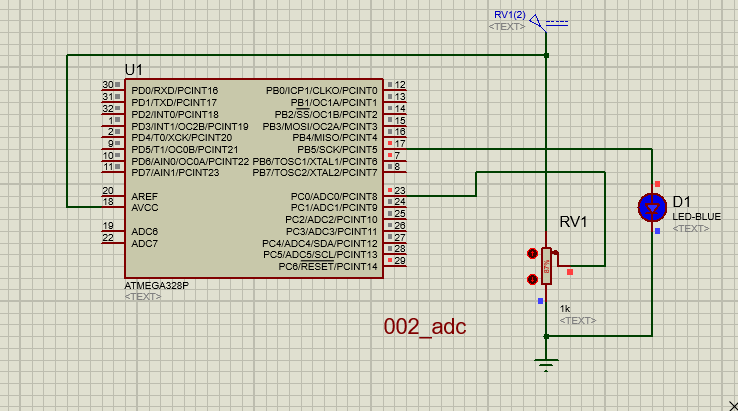 RV1(2)
<TEXT>
U1
30 PD0/RXD/PCINT16 PB0/ICP1/CLKO/PCINT0 12
31 PD1/TXD/PCINT17 PB1/OC1A/PCINT1 13
32 PD2/INT0/PCINT18 PB2/SS/OC1B/PCINT2 14
1 PD3/INT1/OC2B/PCINT19 PB3/MOSI/OC2A/PCINT3 15
2 PD4/T0/XCK/PCINT20 PB4/MISO/PCINT4 16
9 PD5/T1/OC0B/PCINT21 PB5/SCK/PCINT5 17
10 PD6/AIN0/OC0A/PCINT22 PB6/TOSC1/XTAL1/PCINT6 7
11 PD7/AIN1/PCINT23 PB7/TOSC2/XTAL2/PCINT7 8
20 AREF PC0/ADC0/PCINT8 23
18 AVCC PC1/ADC1/PCINT9 24
PC2/ADC2/PCINT10 25
19 ADC6 PC3/ADC3/PCINT11 26
22 ADC7 PC4/ADC4/SDA/PCINT12 27
PC5/ADC5/SCL/PCINT13 28
PC6/RESET/PCINT14 29
ATMEGA328P
<TEXT>
D1
LED-BLUE
<TEXT>
RV1
1k
<TEXT>
002_adc